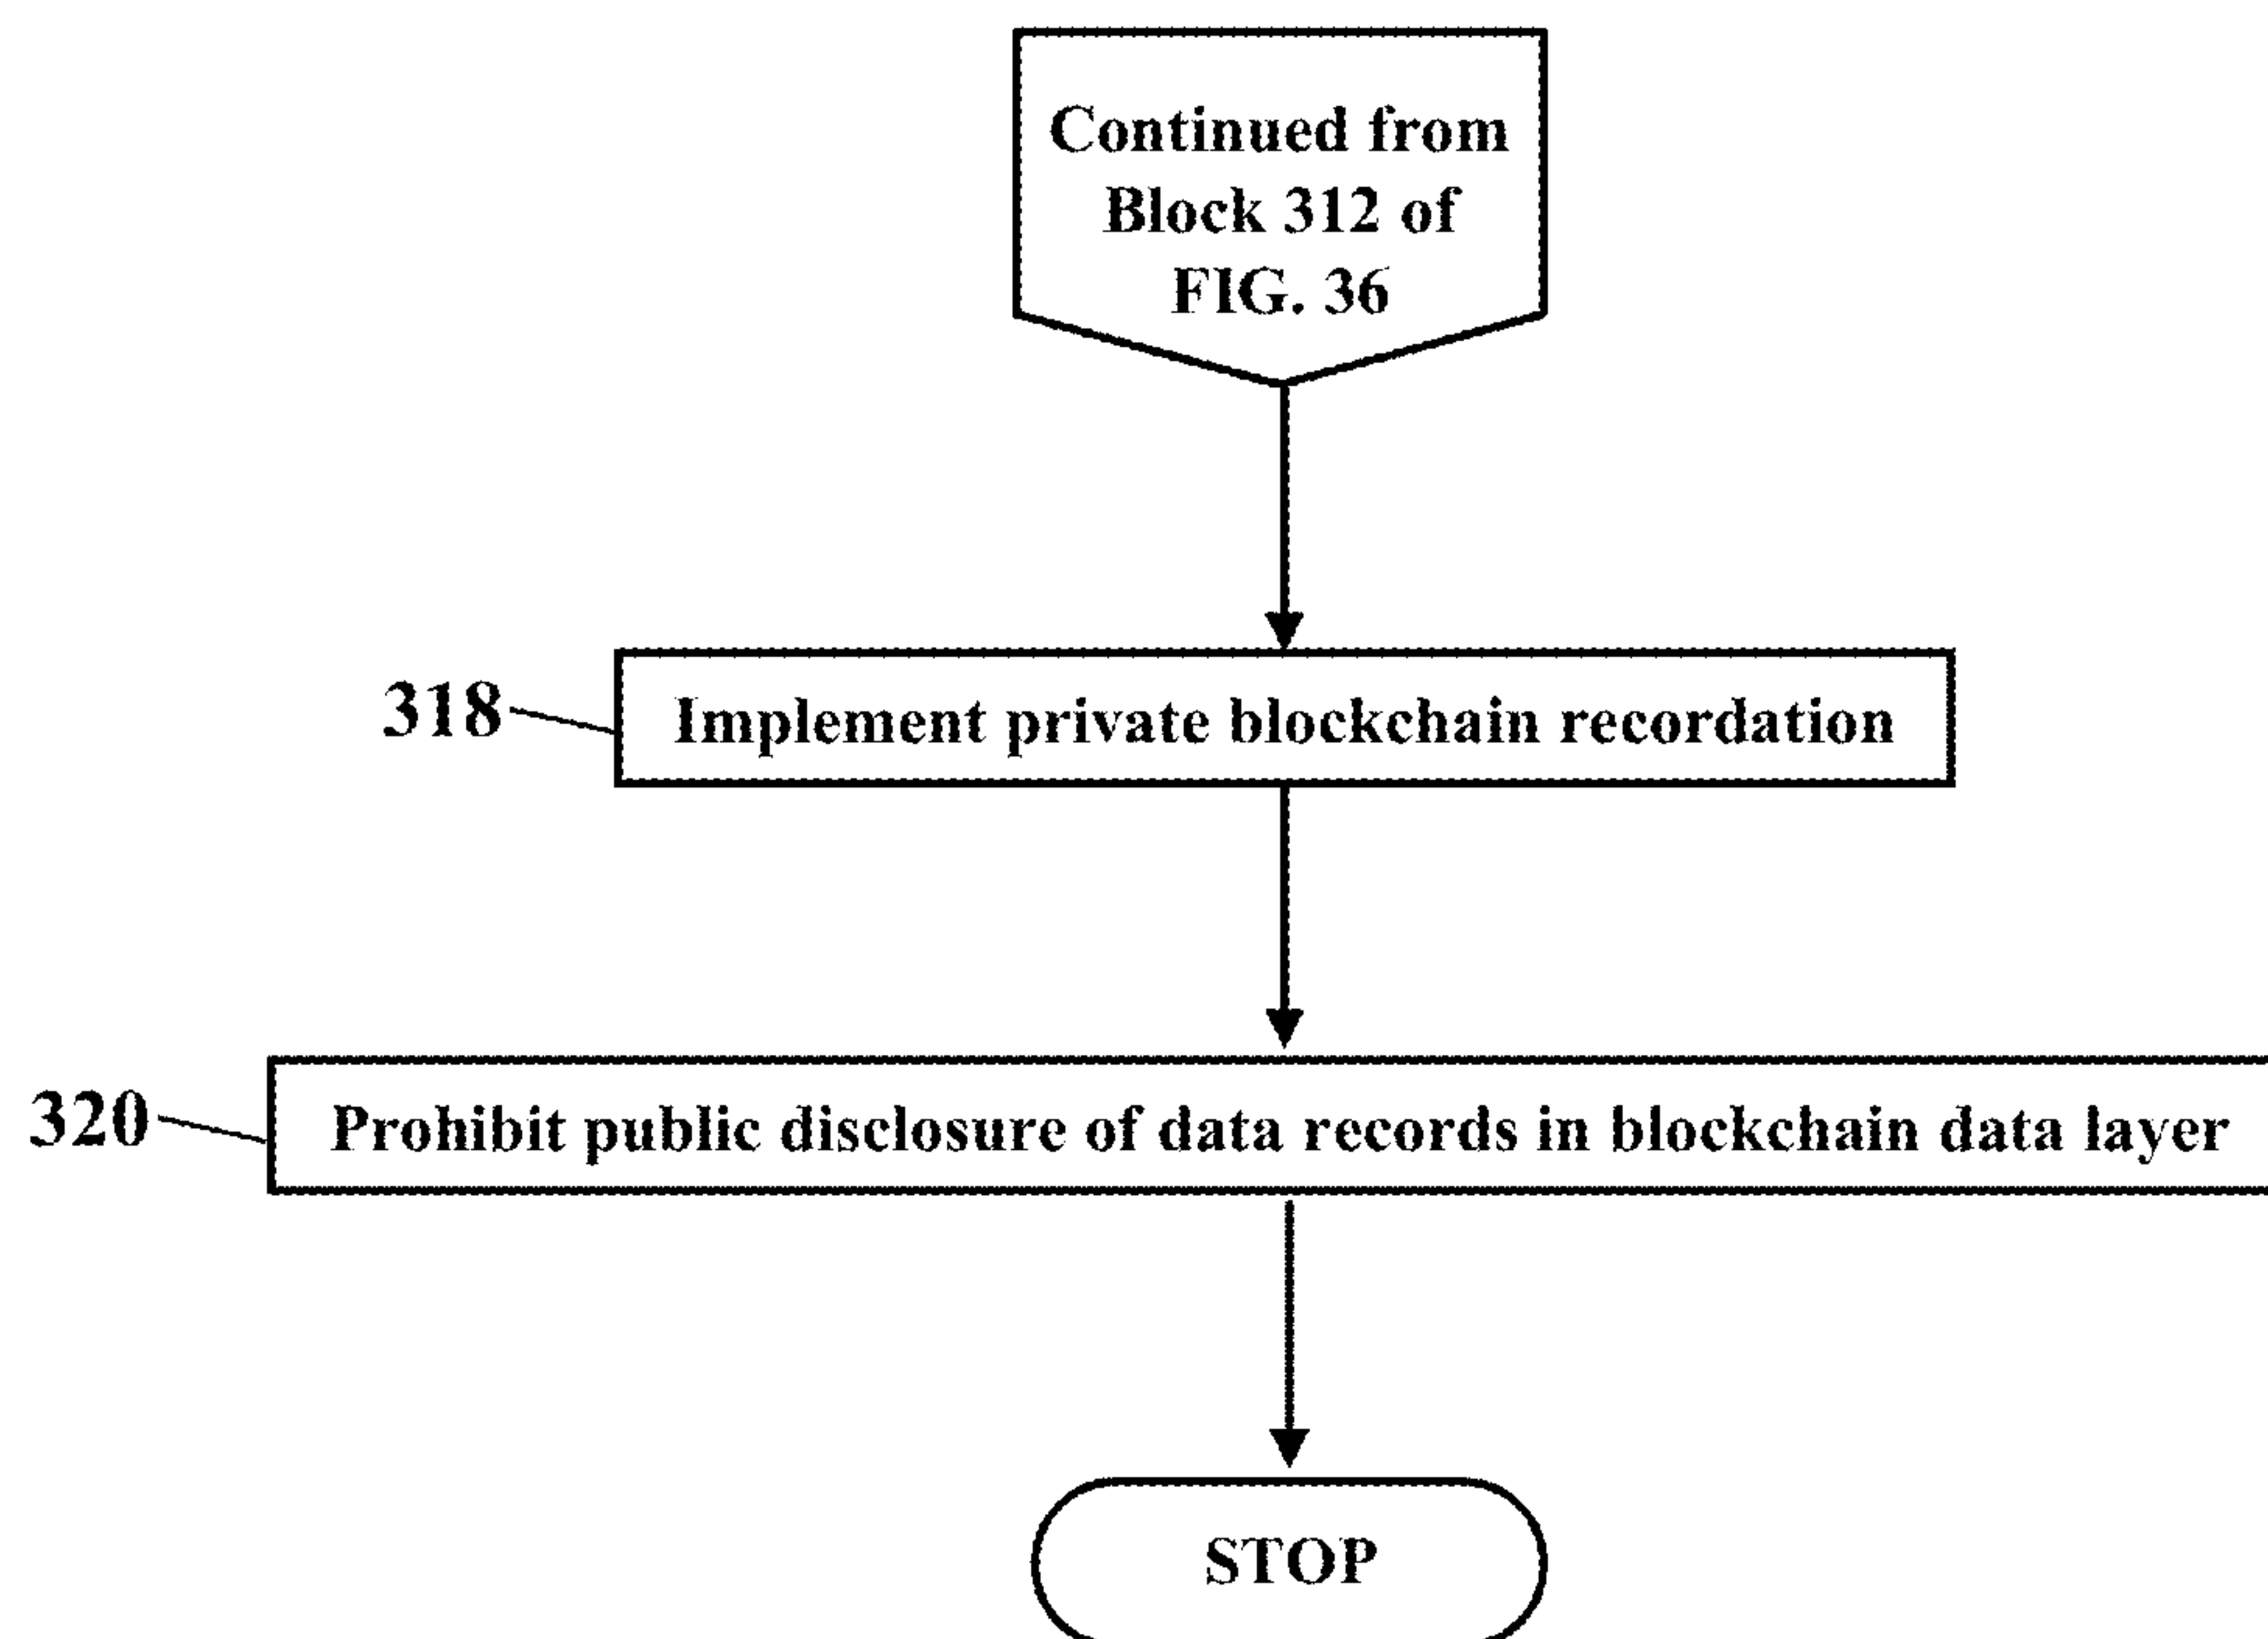 Continued from
Block 312 of
FIG. 36
318
Implement private blockchain recordation
320
Prohibit public disclosure of data records in blockchain data layer
STOP